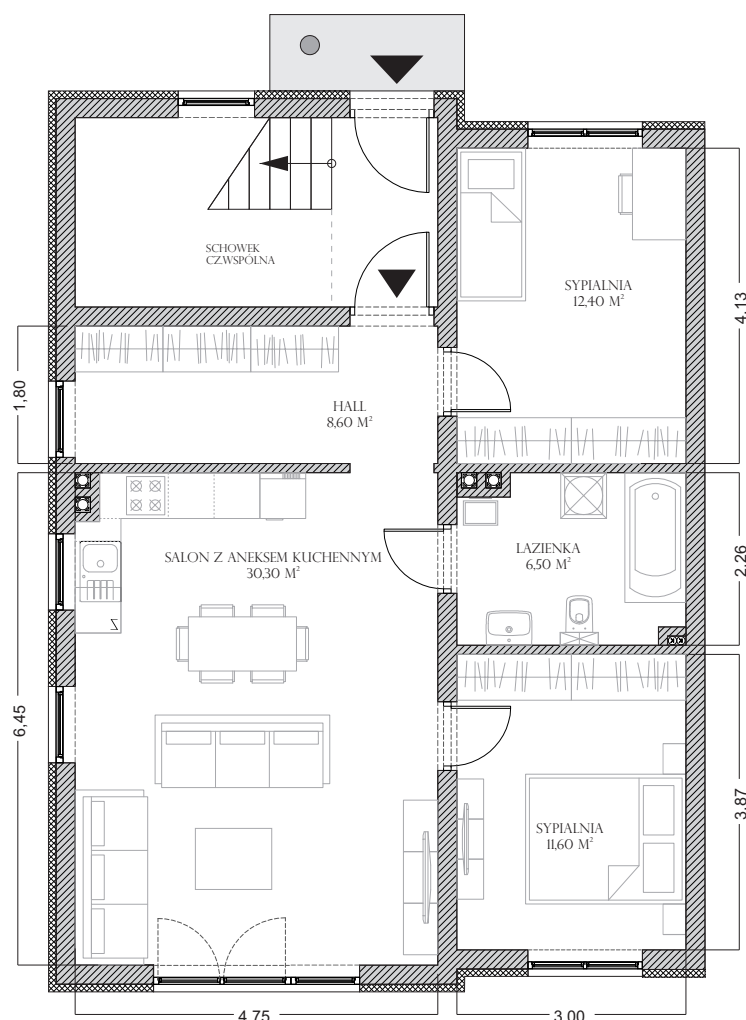 SCHOWEK
CZ.WSPÓLNA
SYPIALNIA
12,40 M²
4.13
1,80
HALL
8,60 M²
SALON Z ANEKSEM KUCHENNYM
30,30 M²
LAZIENKA
6,50 M²
2.26
Z
6,45
SYPIALNIA
11,60 M²
3.87
4.75
3.00